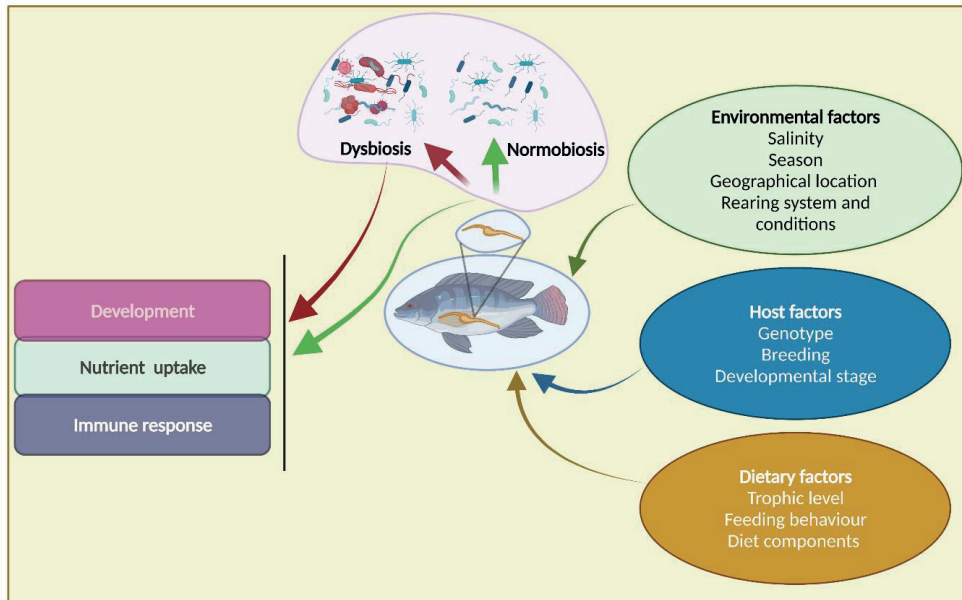 Dysbiosis
Normobiosis
Environmental factors
Salinity
Season
Geographical location
Rearing system and
conditions
Development
Nutrient uptake
Immune response
Host factors
Genotype
Breeding
Developmental stage
Dietary factors
Trophic level
Feeding behaviour
Diet components